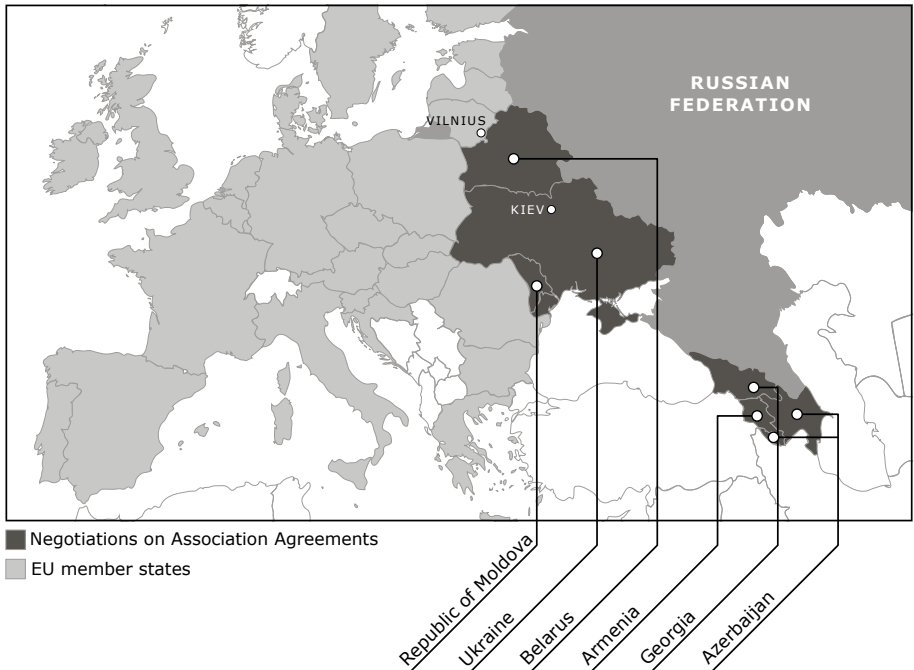 RUSSIAN
FEDERATION
VILNIUS
KIEV
Negotiations on Association Agreements
EU member states
Republic of Moldova
Ukraine
Belarus
Armenia
Georgia
Azerbaijan